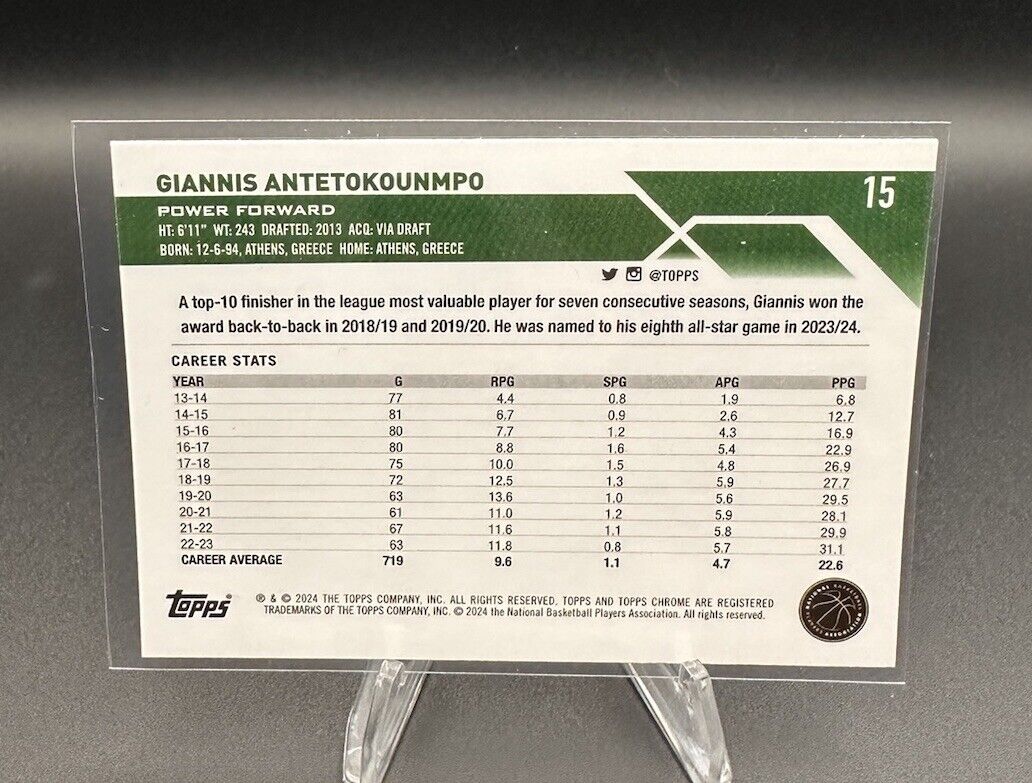 GIANNIS ANTETOKOUNMPO
15
POWER FORWARD
HT: 6'11" WT: 243 DRAFTED: 2013 ACQ: VIA DRAFT
BORN: 12-6-94, ATHENS, GREECE HOME: ATHENS, GREECE
@TOPPS
A top-10 finisher in the league most valuable player for seven consecutive seasons, Giannis won the
award back-to-back in 2018/19 and 2019/20. He was named to his eighth all-star game in 2023/24.
CAREER STATS
YEAR G RPG SPG APG PPG
13-14 77 4.4 0.8 1.9 6.8
14-15 81 6.7 0.9 2.6 12.7
15-16 80 7.7 1.2 4.3 16.9
16-17 80 8.8 1.6 5.4 22.9
17-18 75 10.0 1.5 4.8 26.9
18-19 72 12.5 1.3 5.9 27.7
19-20 63 13.6 1.0 5.6 29.5
20-21 61 11.0 1.2 5.9 28.1
21-22 67 11.6 1.1 5.8 29.9
22-23 63 11.8 0.8 5.7 31.1
CAREER AVERAGE 719 9.6 1.1 4.7 22.6
Topps
® & © 2024 THE TOPPS COMPANY, INC. ALL RIGHTS RESERVED. TOPPS AND TOPPS CHROME ARE REGISTERED
TRADEMARKS OF THE TOPPS COMPANY, INC. © 2024 the National Basketball Players Association. All rights reserved.
NATIONAL BASKETBALL
PLAYERS ASSOCIATION